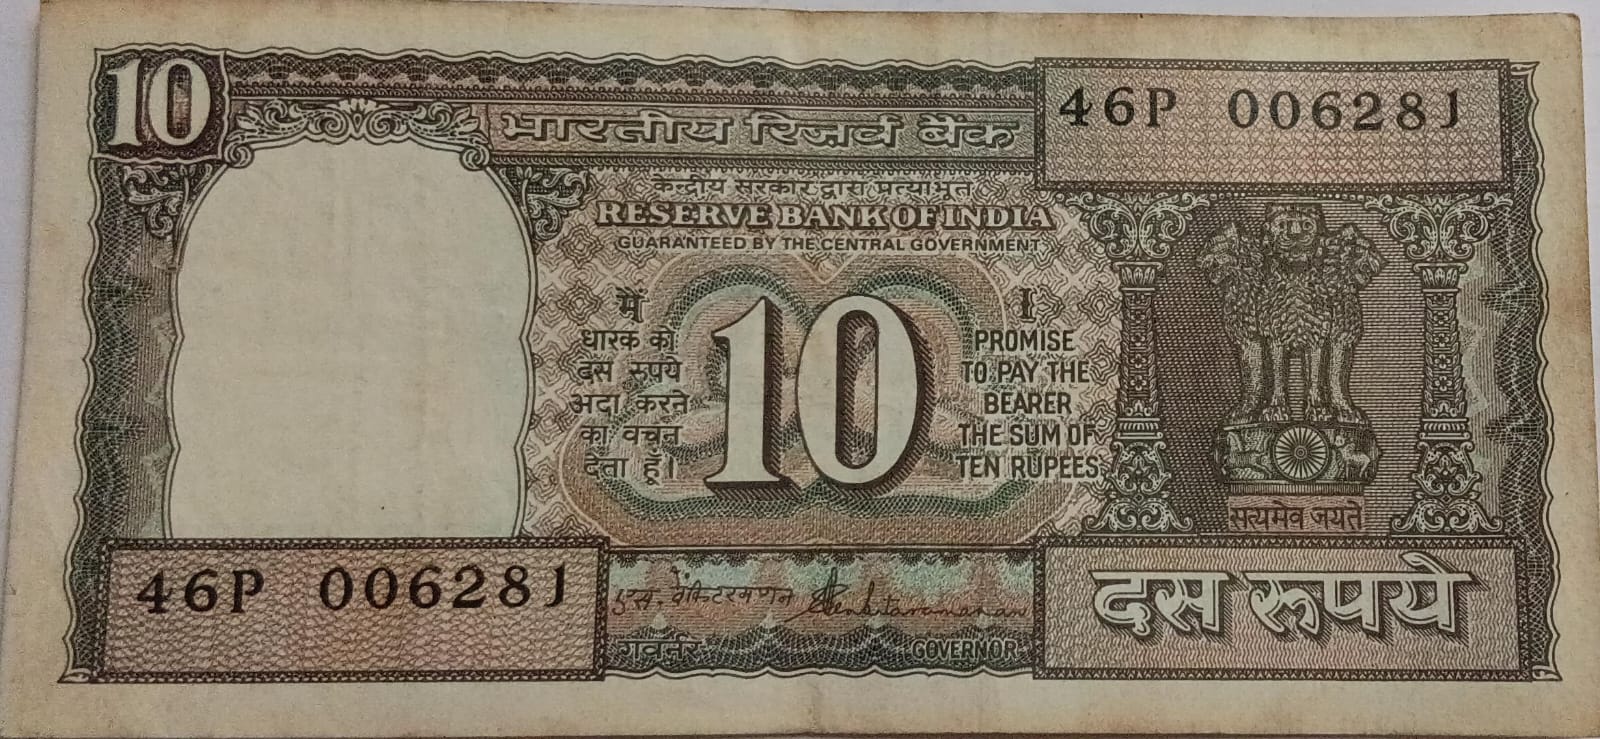 10
भारतीय रिज़र्व बैंक
46P 006281
केन्द्रीय सरकार द्वारा प्रत्याभूत
RESERVE BANK OF INDIA
GUARANTEED BY THE CENTRAL GOVERNMENT
मैं
धारक को
दस रुपये
अदा करने
का वचन
देता हूँ।
10
I
PROMISE
TO PAY THE
BEARER
THE SUM OF
TEN RUPEES
सत्यमेव जयते
46P 006281
एस. वेंकटरमणन
S Venkitaramanan
गवर्नर
GOVERNOR
दस रुपये